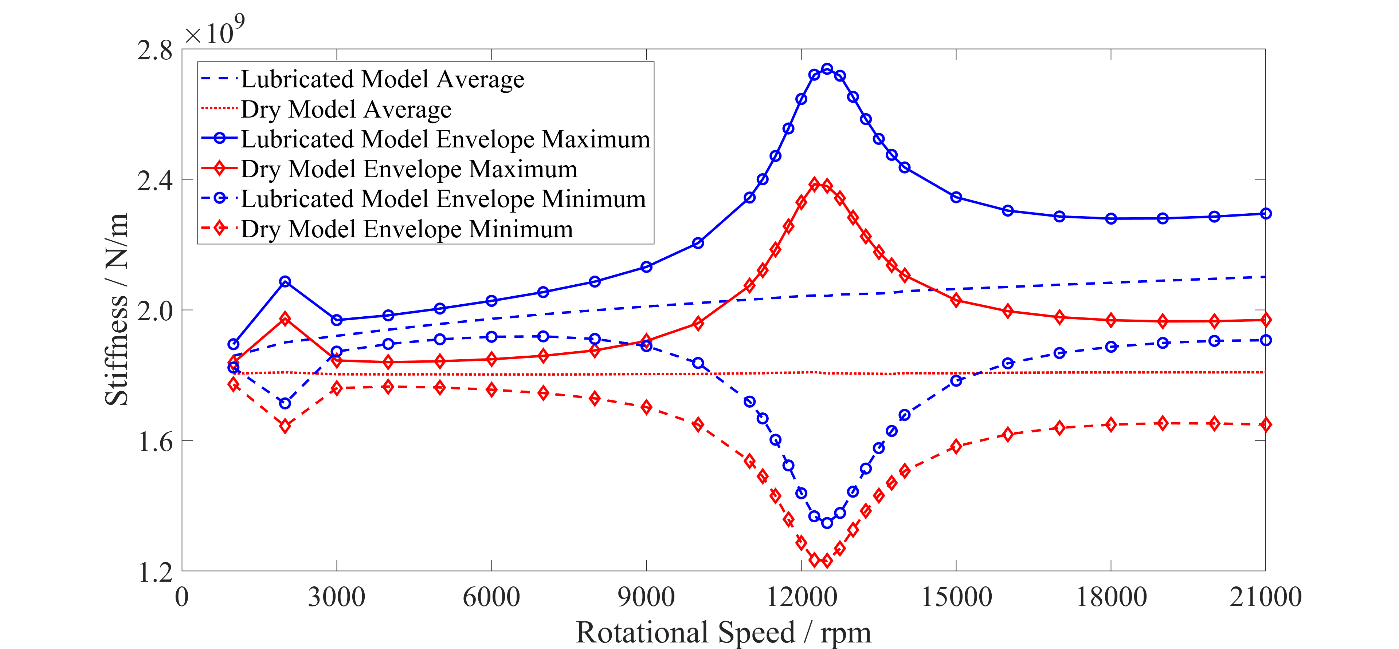 ×10⁹
2.8
Lubricated Model Average
Dry Model Average
Lubricated Model Envelope Maximum
Dry Model Envelope Maximum
Lubricated Model Envelope Minimum
Dry Model Envelope Minimum
2.4
2.0
1.6
1.2
Stiffness / N/m
0 3000 6000 9000 12000 15000 18000 21000
Rotational Speed / rpm